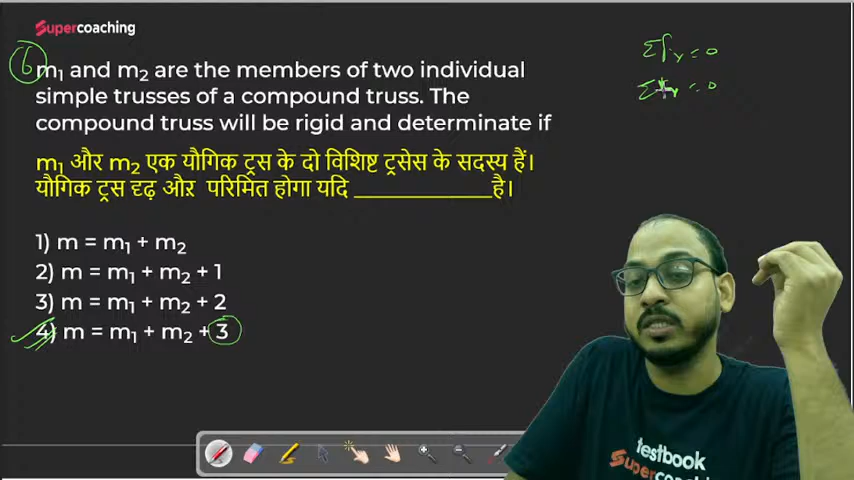 Supercoaching
6
m₁ and m₂ are the members of two individual
simple trusses of a compound truss. The
compound truss will be rigid and determinate if
m₁ और m₂ एक यौगिक ट्रस के दो विशिष्ट ट्रसेस के सदस्य हैं।
यौगिक ट्रस दृढ़ और परिमित होगा यदि ____________ है।
1) m = m₁ + m₂
2) m = m₁ + m₂ + 1
3) m = m₁ + m₂ + 2
4) m = m₁ + m₂ + 3
testbook